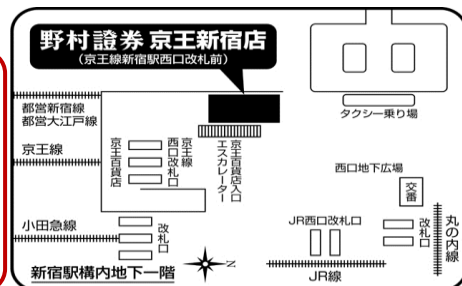 野村證券 京王新宿店
(京王線新宿駅西口改札前)
都営新宿線
都営大江戸線
京王線
京王百貨店
西口改札口
京王線
エスカレーター
京王百貨店入口
タクシー乗り場
西口地下広場
交番
小田急線
改札口
JR西口改札口
改札口
丸の内線
N
JR線
新宿駅構内地下一階